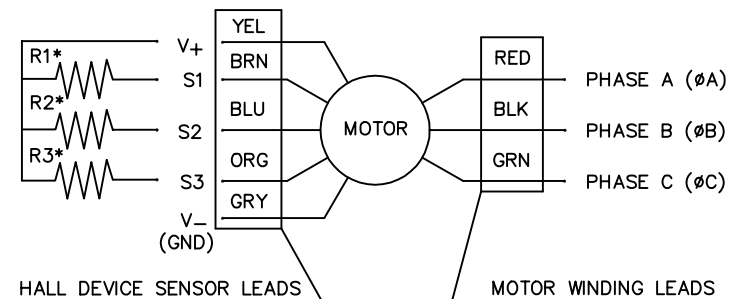 YEL
V+
BRN
R1*
S1
BLU
R2*
S2
ORG
R3*
S3
GRY
V–
(GND)
MOTOR
RED
PHASE A (øA)
BLK
PHASE B (øB)
GRN
PHASE C (øC)
HALL DEVICE SENSOR LEADS
MOTOR WINDING LEADS